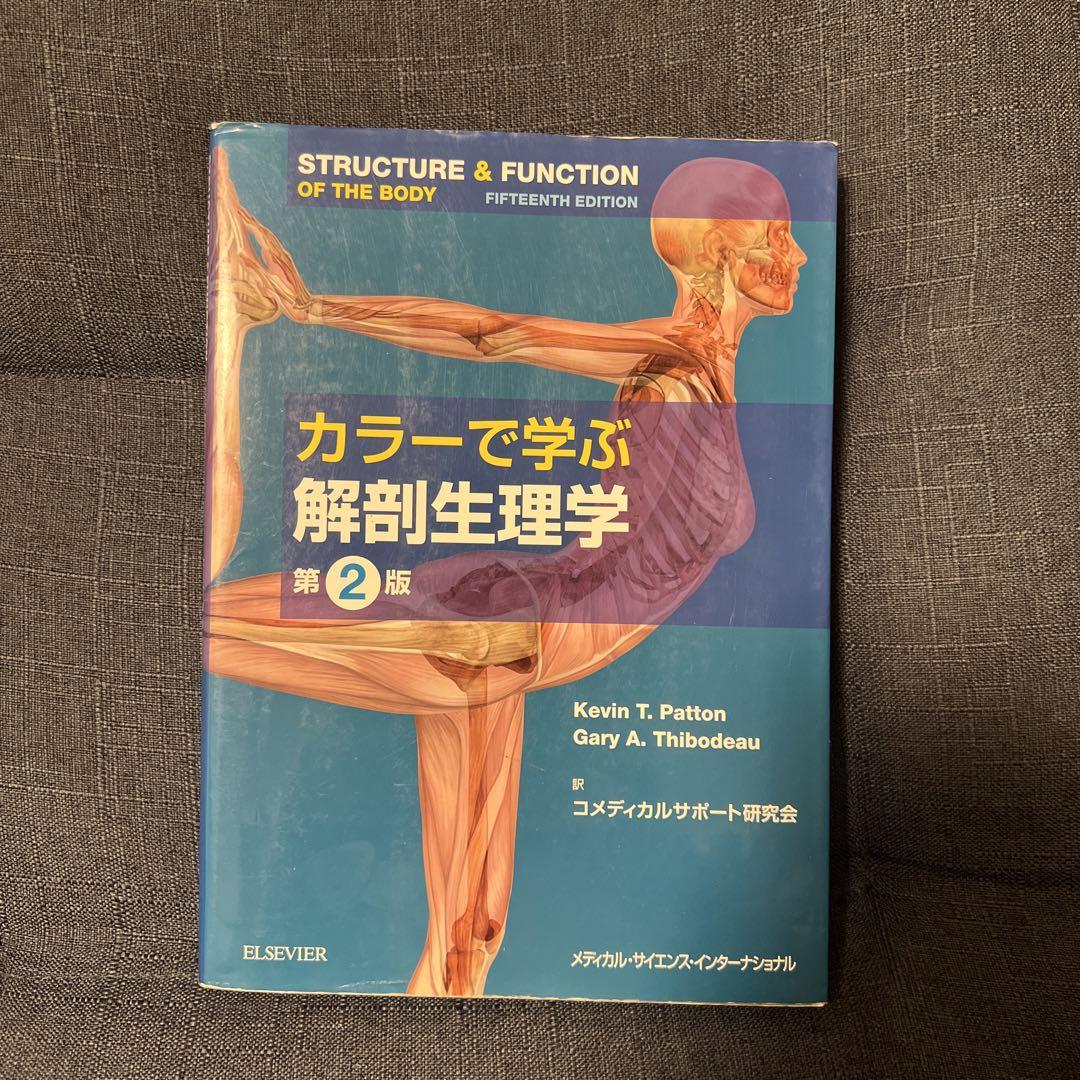 STRUCTURE & FUNCTION
OF THE BODY FIFTEENTH EDITION
カラーで学ぶ
解剖生理学
第2版
Kevin T. Patton
Gary A. Thibodeau
訳
コメディカルサポート研究会
ELSEVIER
メディカル・サイエンス・インターナショナル